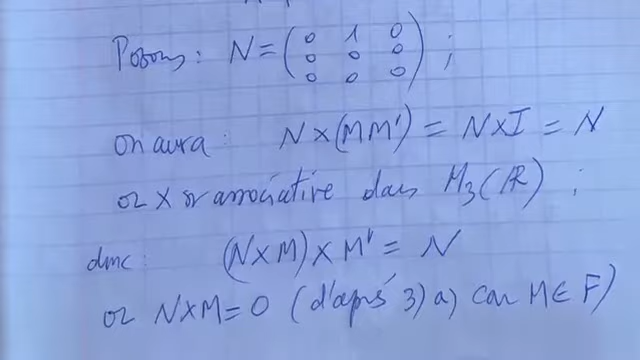 Posons : N = ( 0 1 0 ; 0 0 0 ; 0 0 0 ) ;
on aura : N × (MM') = N × I = N
or × est associative dans M₃(ℝ) ;
donc : (N × M) × M' = N
or N × M = 0 (d'après 3) a) car M ∈ F)